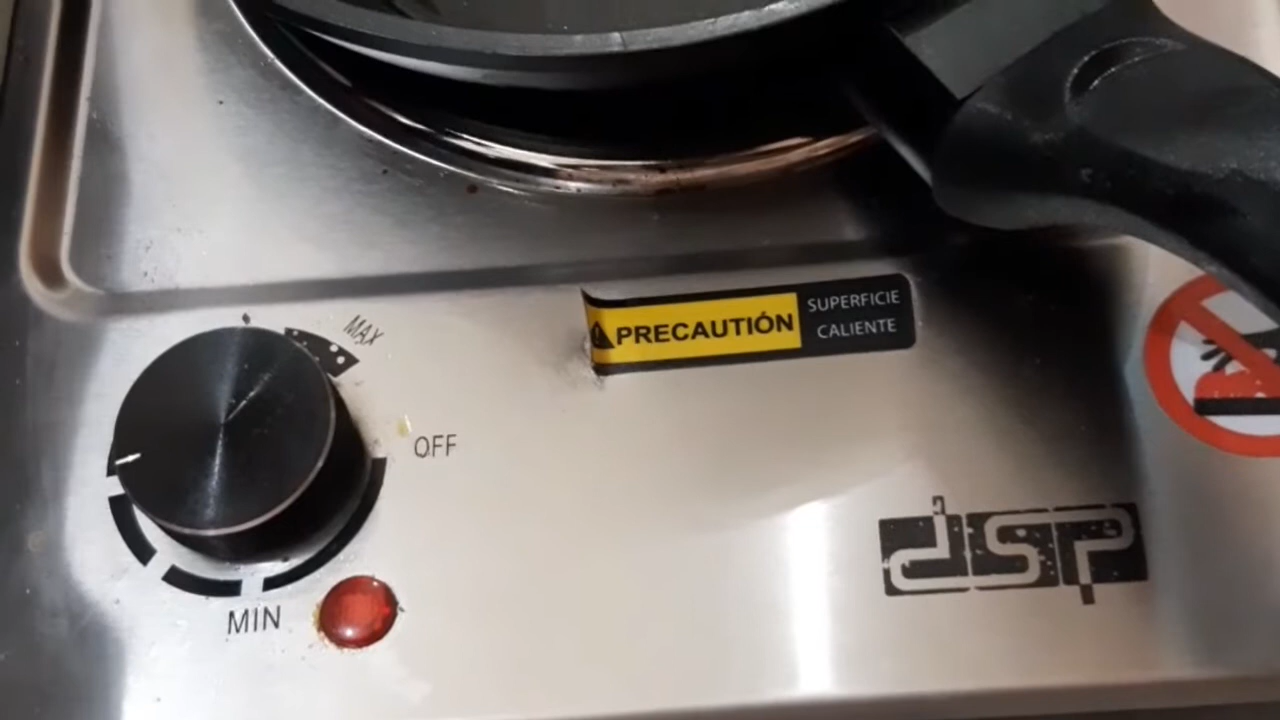 MAX
PRECAUTIÓN
SUPERFICIE
CALIENTE
OFF
dsp
MIN